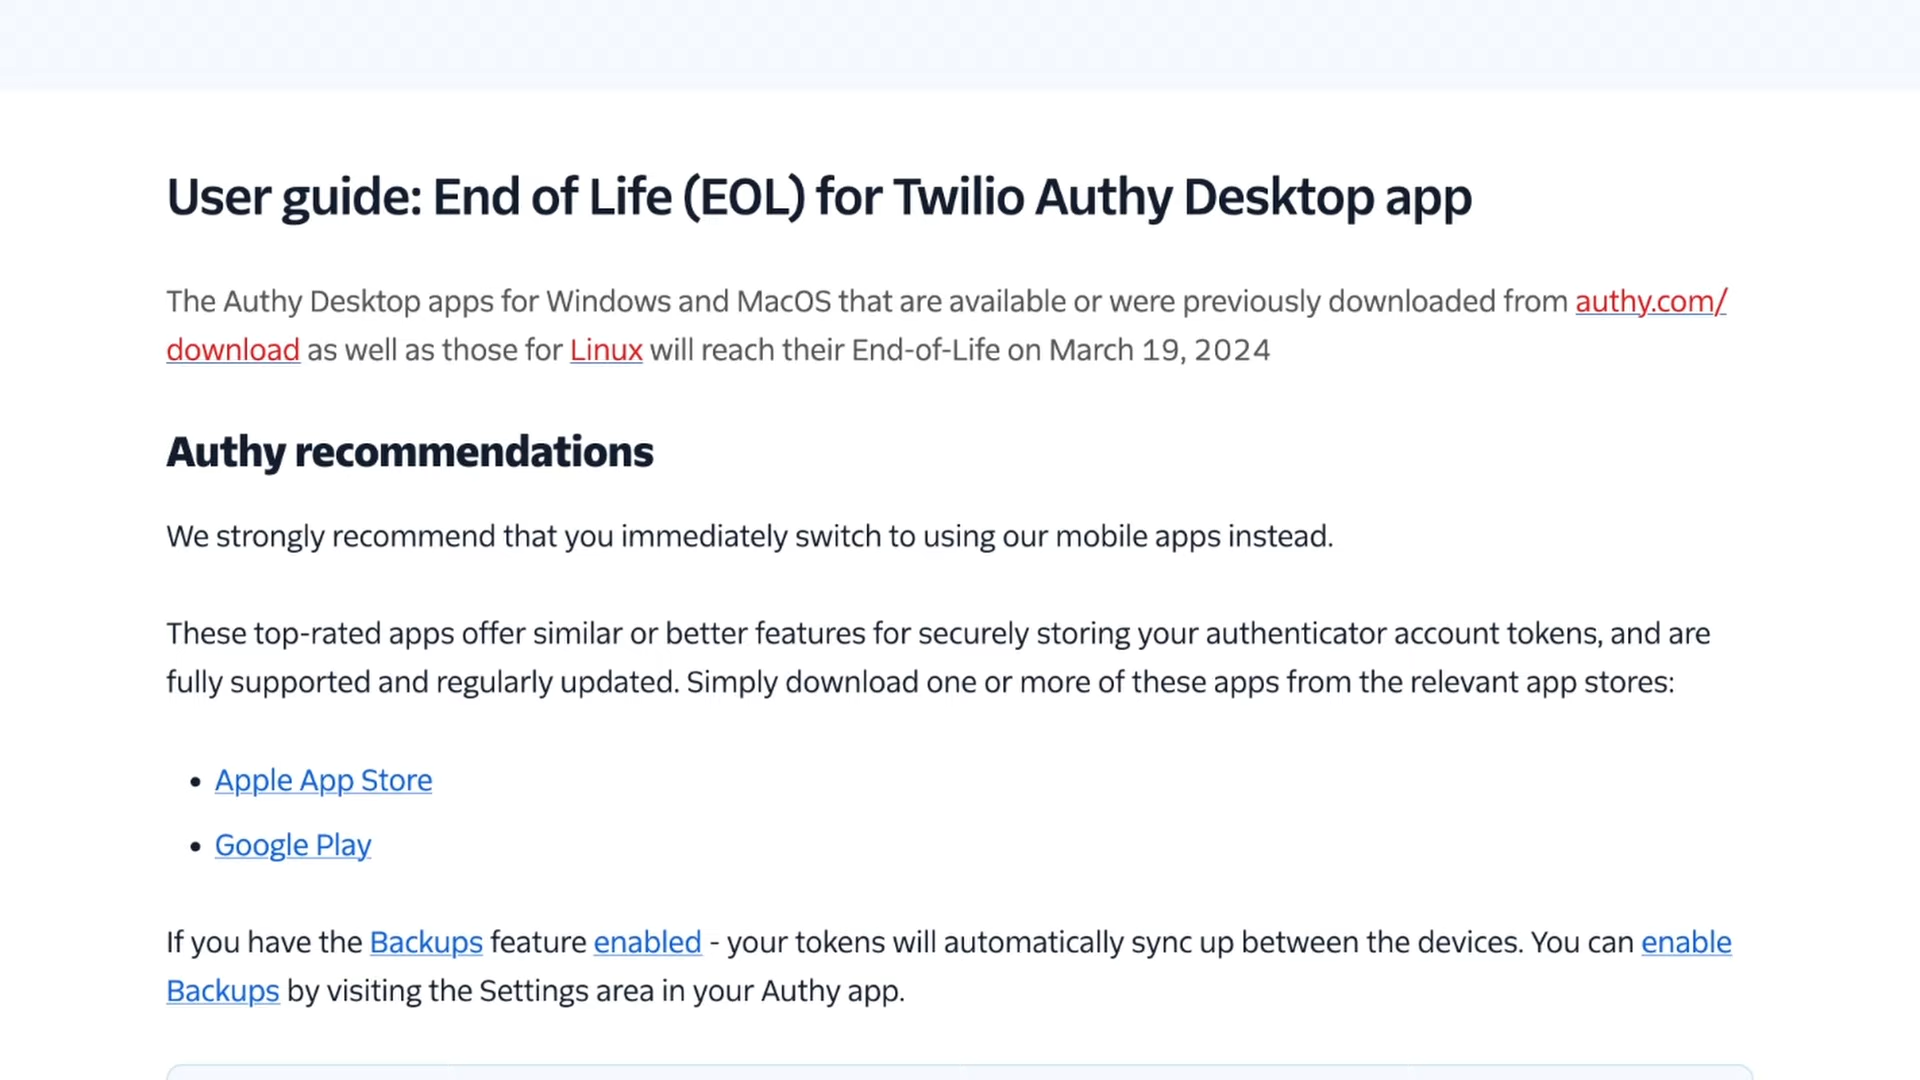 User guide: End of Life (EOL) for Twilio Authy Desktop app
The Authy Desktop apps for Windows and MacOS that are available or were previously downloaded from authy.com/
download as well as those for Linux will reach their End-of-Life on March 19, 2024
Authy recommendations
We strongly recommend that you immediately switch to using our mobile apps instead.
These top-rated apps offer similar or better features for securely storing your authenticator account tokens, and are
fully supported and regularly updated. Simply download one or more of these apps from the relevant app stores:
• Apple App Store
• Google Play
If you have the Backups feature enabled - your tokens will automatically sync up between the devices. You can enable
Backups by visiting the Settings area in your Authy app.